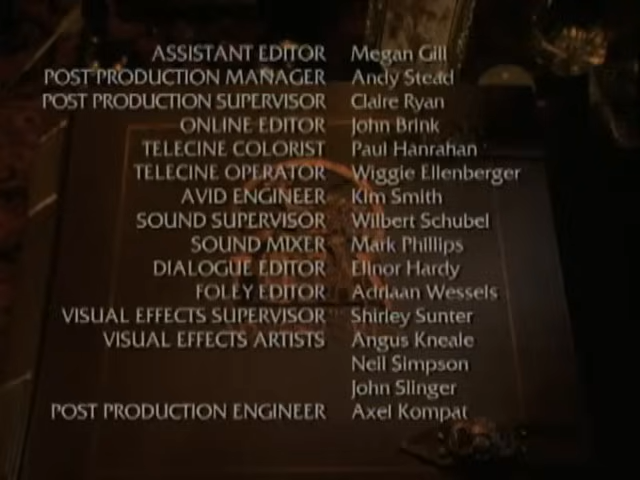 ASSISTANT EDITOR Megan Gill
POST PRODUCTION MANAGER Andy Stead
POST PRODUCTION SUPERVISOR Claire Ryan
ONLINE EDITOR John Brink
TELECINE COLORIST Paul Hanrahan
TELECINE OPERATOR Wiggie Ellenberger
AVID ENGINEER Kim Smith
SOUND SUPERVISOR Wilbert Schubel
SOUND MIXER Mark Phillips
DIALOGUE EDITOR Elinor Hardy
FOLEY EDITOR Adriaan Wessels
VISUAL EFFECTS SUPERVISOR Shirley Sunter
VISUAL EFFECTS ARTISTS Angus Kneale
Neil Simpson
John Slinger
POST PRODUCTION ENGINEER Axel Kompat